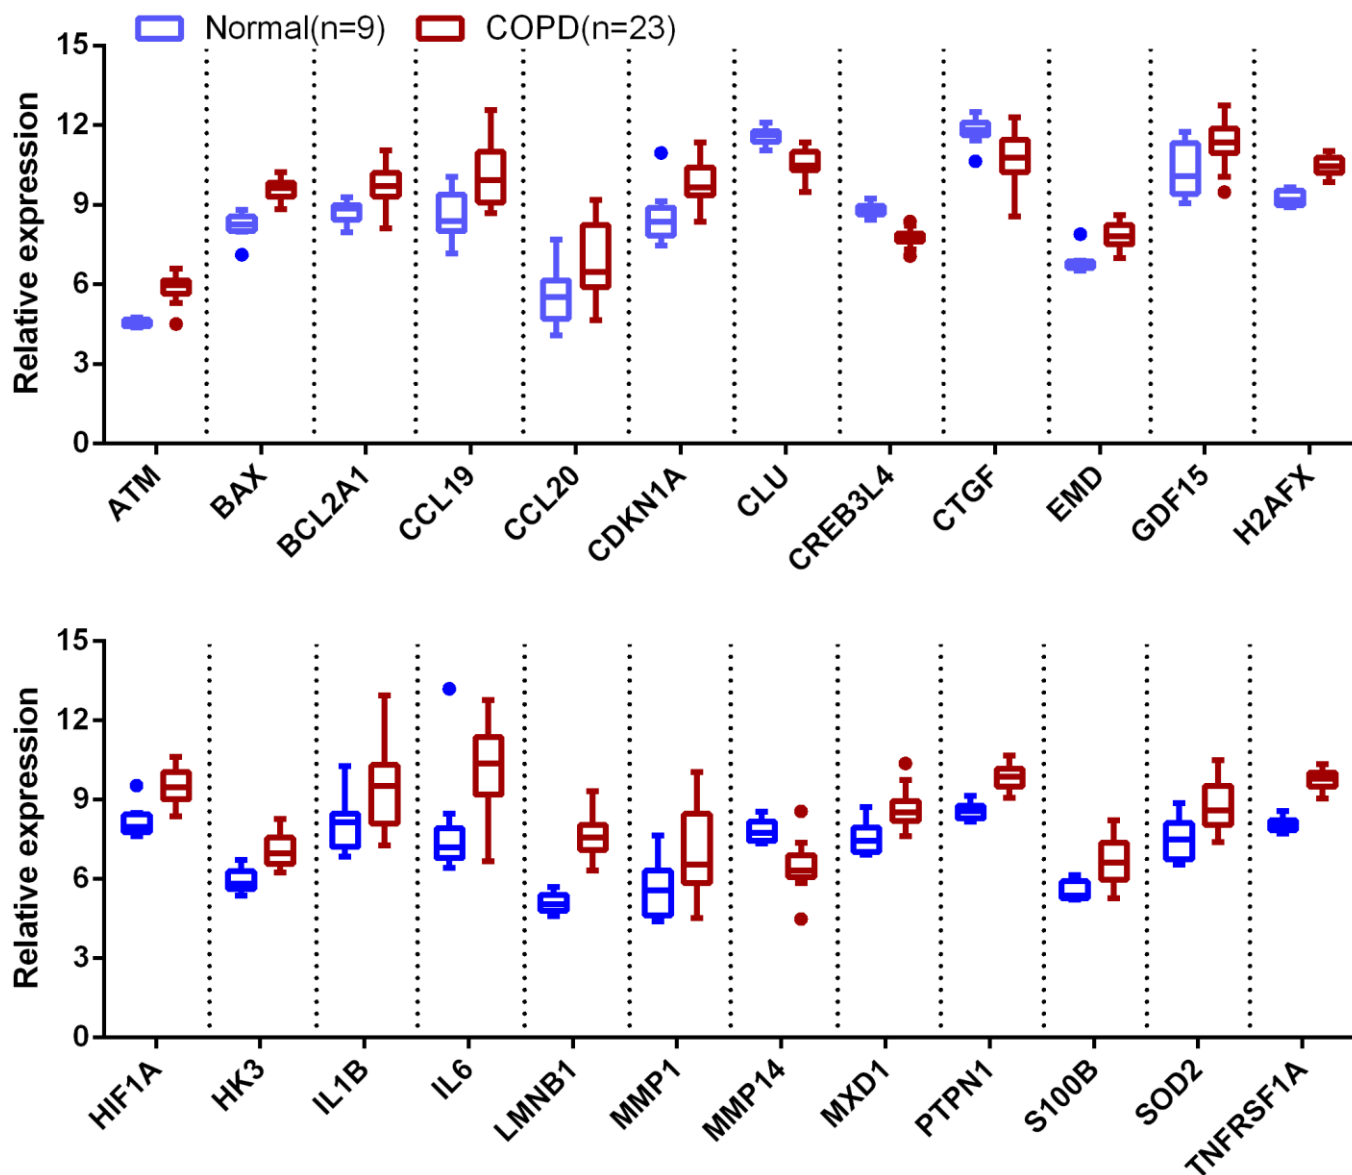 Normal(n=9) COPD(n=23)
Relative expression
15
12
9
6
3
0
ATM BAX BCL2A1 CCL19 CCL20 CDKN1A CLU CREB3L4 CTGF EMD GDF15 H2AFX
Relative expression
15
12
9
6
3
0
HIF1A HK3 IL1B IL6 LMNB1 MMP1 MMP14 MXD1 PTPN1 S100B SOD2 TNFRSF1A